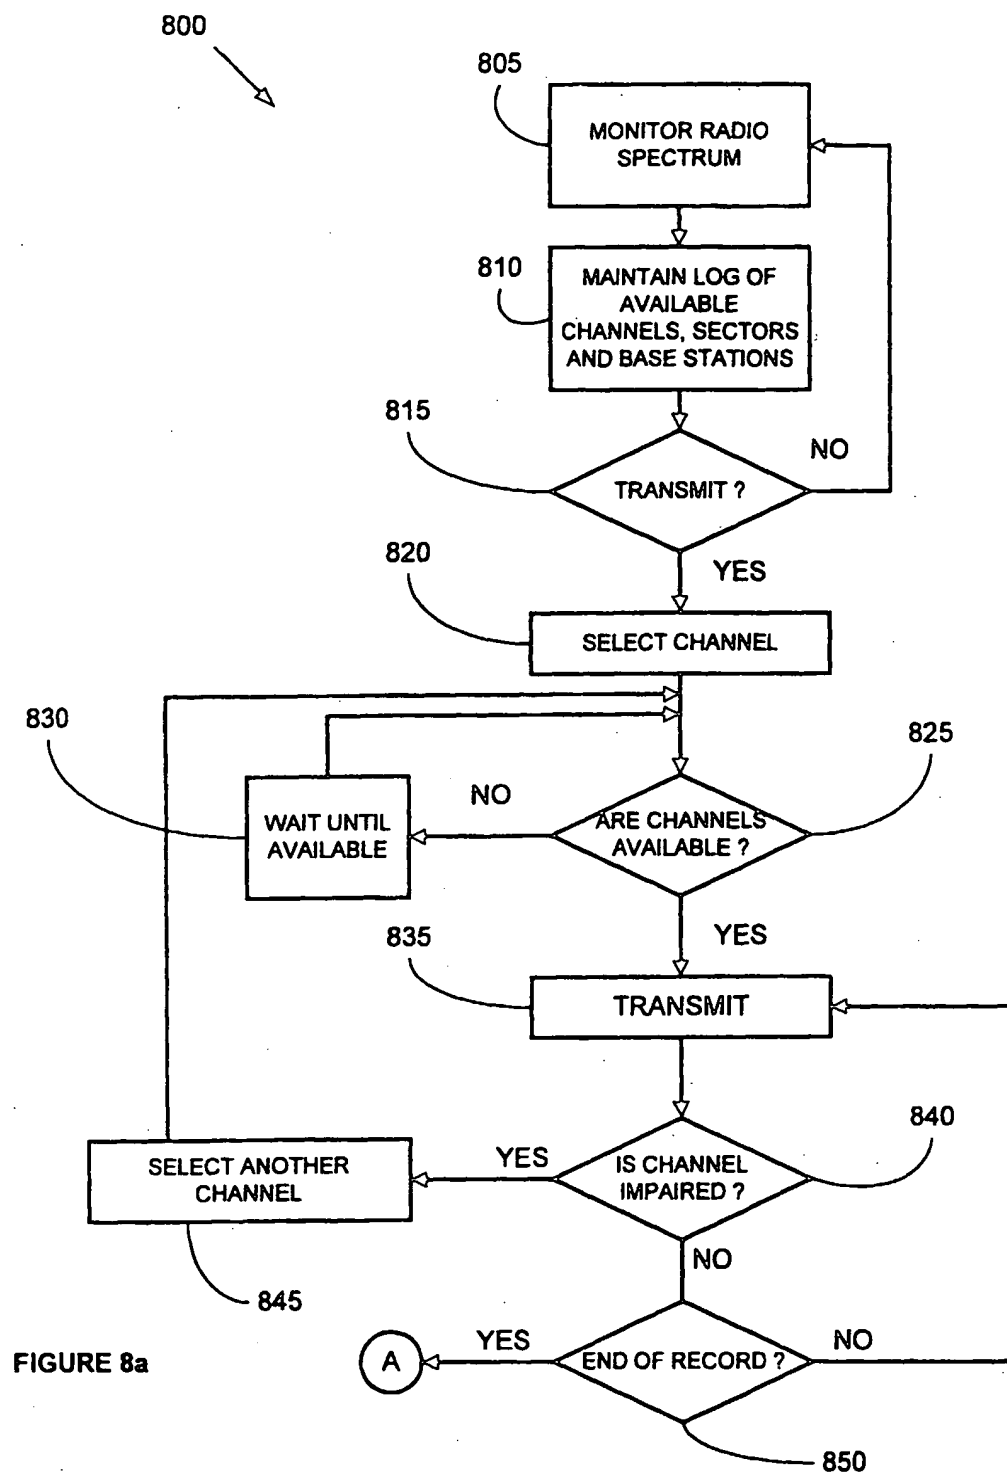 800
805
MONITOR RADIO
SPECTRUM
810
MAINTAIN LOG OF
AVAILABLE
CHANNELS, SECTORS
AND BASE STATIONS
815
NO
TRANSMIT ?
820
YES
SELECT CHANNEL
830
825
NO
WAIT UNTIL
AVAILABLE
ARE CHANNELS
AVAILABLE ?
835
YES
TRANSMIT
840
YES
SELECT ANOTHER
CHANNEL
IS CHANNEL
IMPAIRED ?
NO
845
YES
NO
FIGURE 8a
A
END OF RECORD ?
850